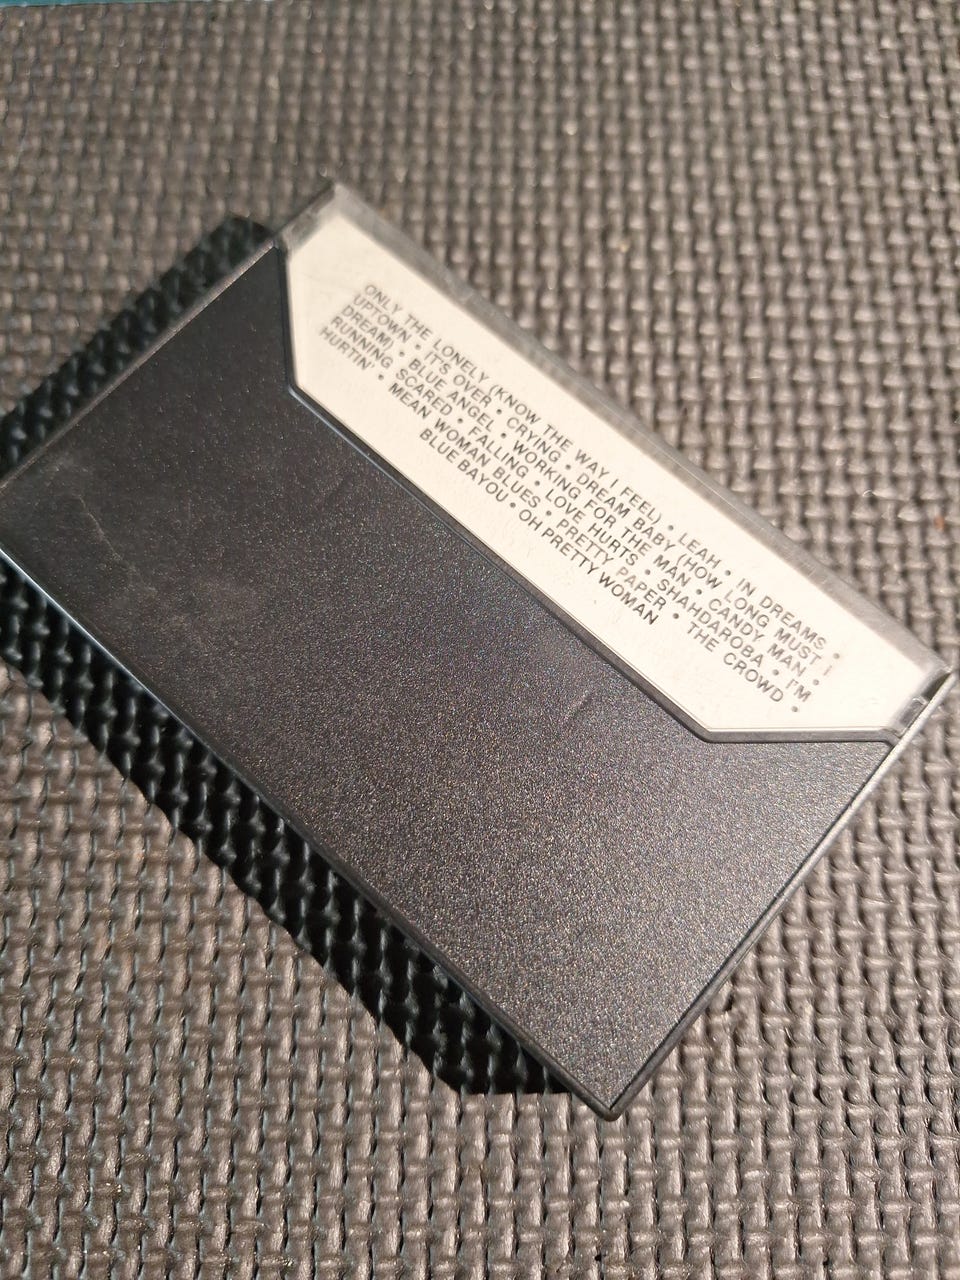 ONLY THE LONELY (KNOW THE WAY I FEEL) • LEAH • IN DREAMS •
UPTOWN • IT'S OVER • CRYING • DREAM BABY (HOW LONG MUST I
DREAM) • BLUE ANGEL • WORKING FOR THE MAN • CANDY MAN •
RUNNING SCARED • FALLING • LOVE HURTS • SHAHDAROBA • I'M
HURTIN' • MEAN WOMAN BLUES • PRETTY PAPER • THE CROWD •
BLUE BAYOU • OH PRETTY WOMAN